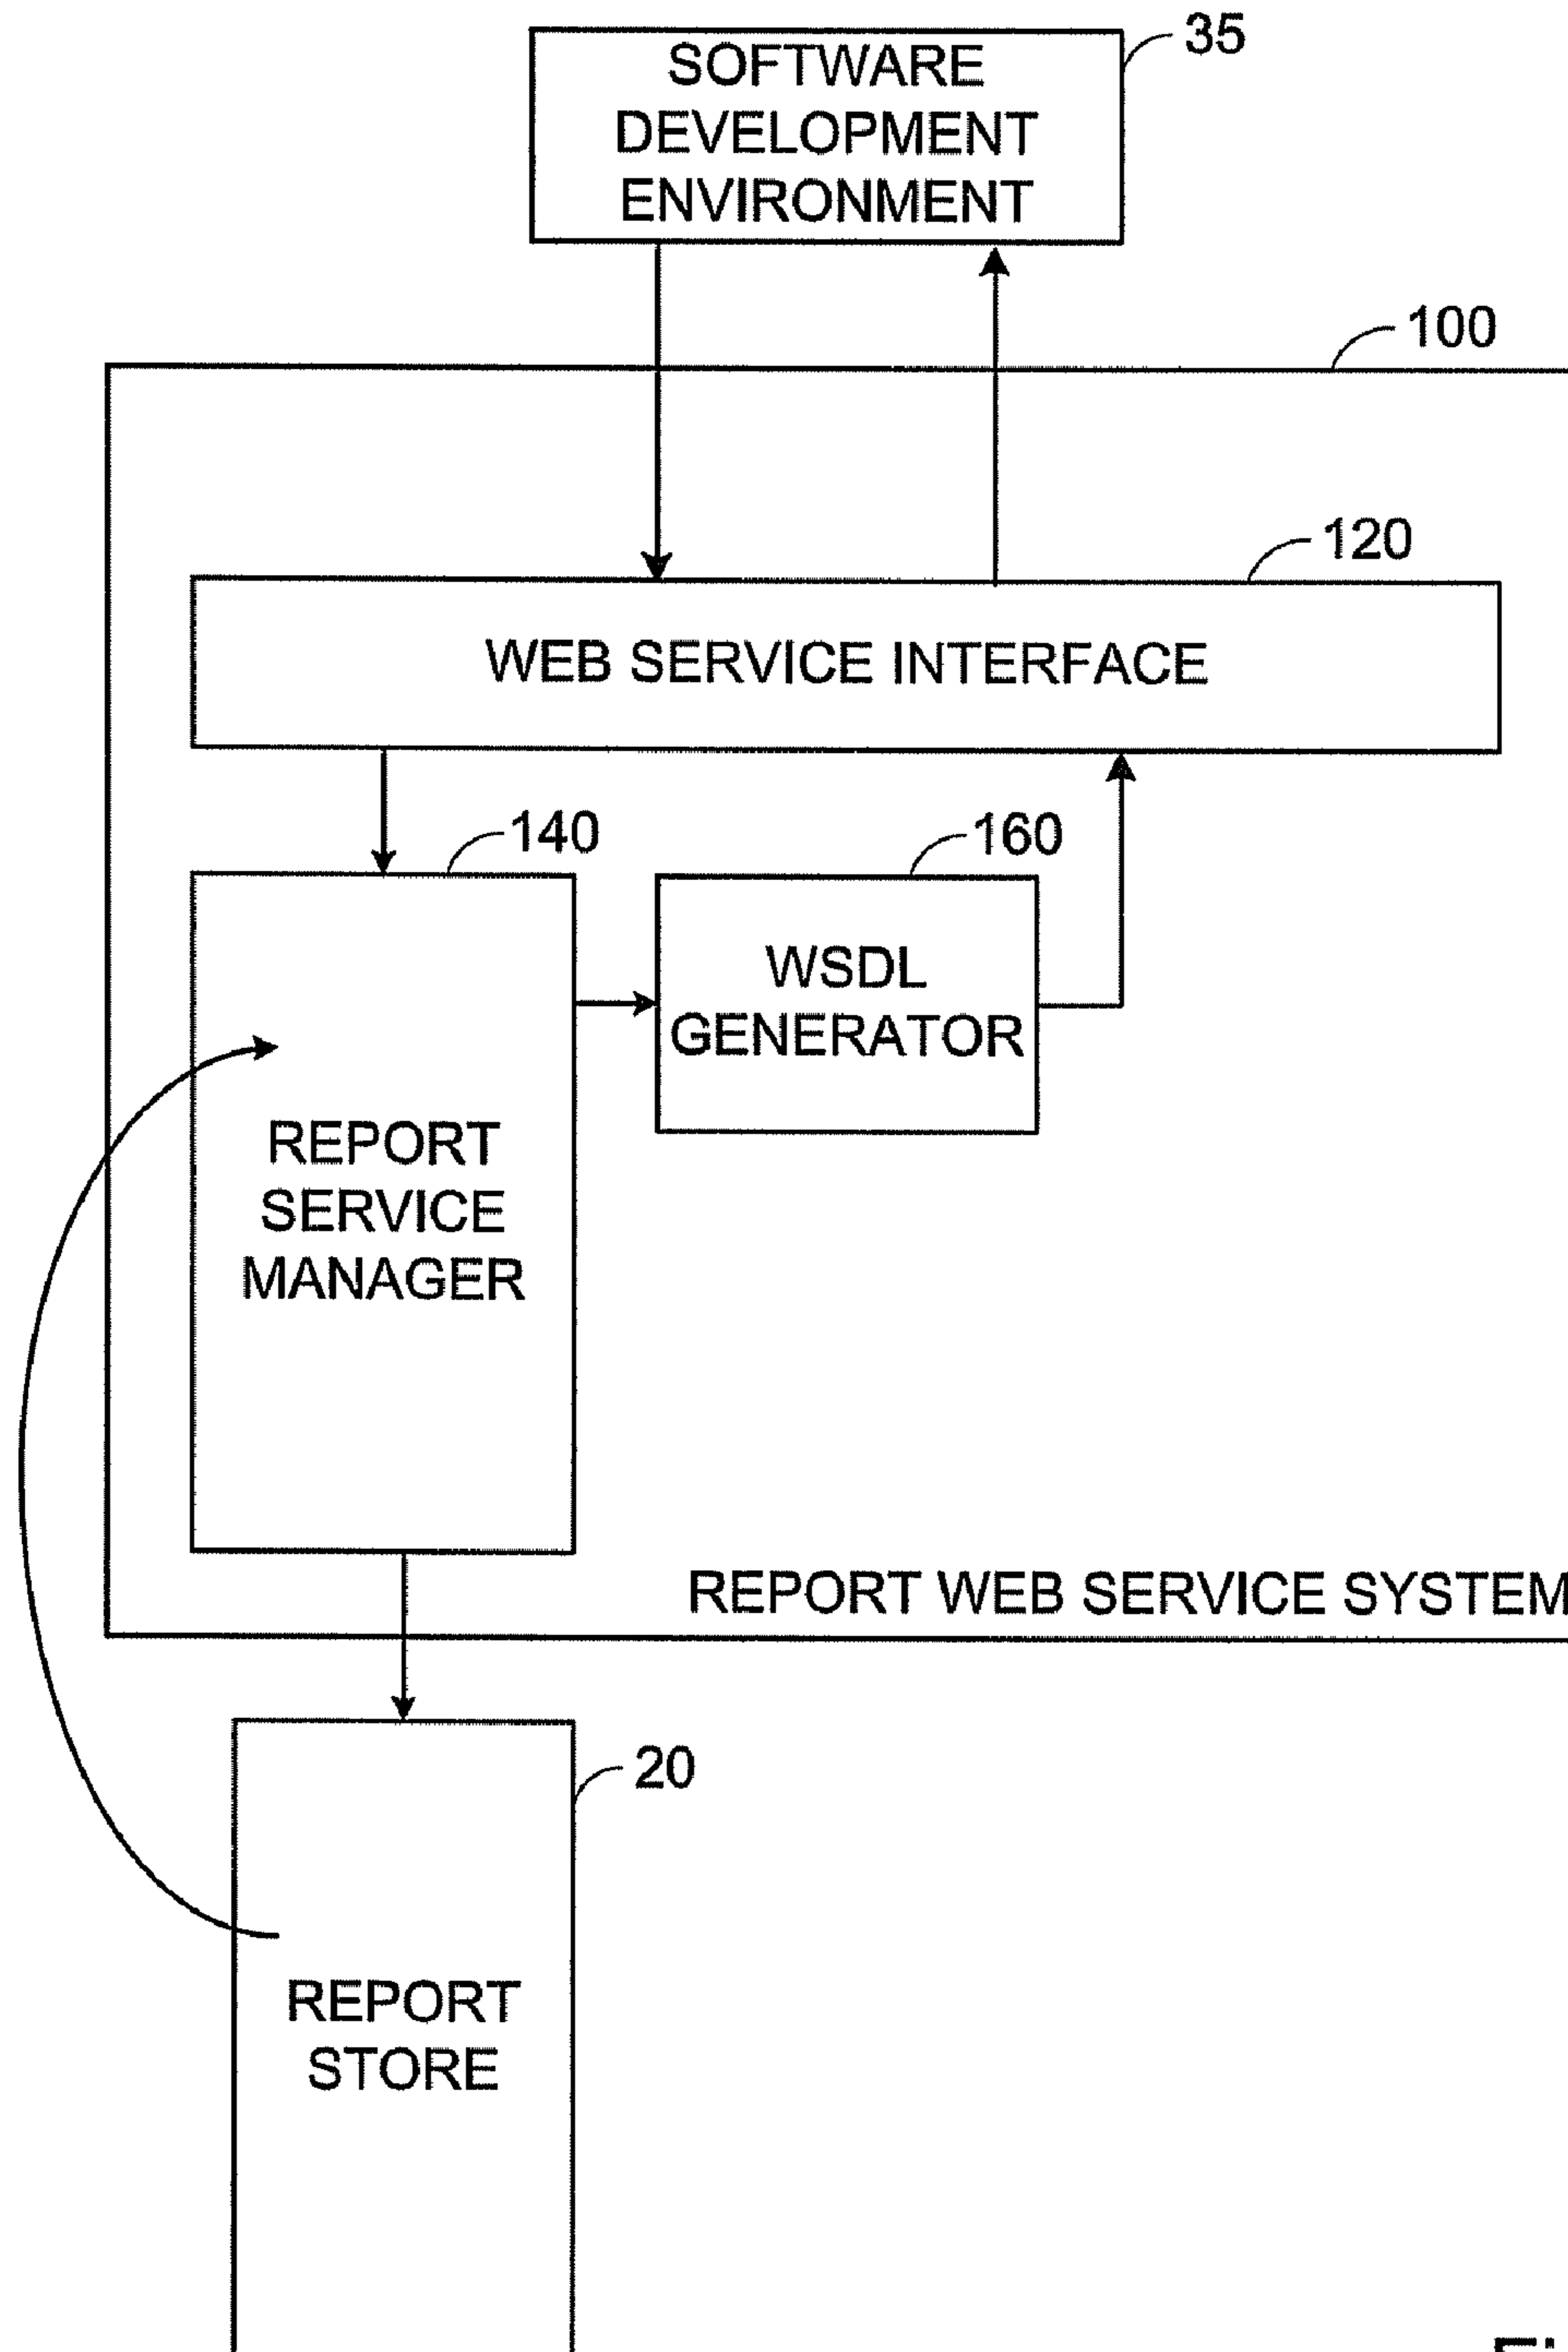 35
SOFTWARE
DEVELOPMENT
ENVIRONMENT
100
120
WEB SERVICE INTERFACE
140
160
WSDL
GENERATOR
REPORT
SERVICE
MANAGER
REPORT WEB SERVICE SYSTEM
20
REPORT
STORE